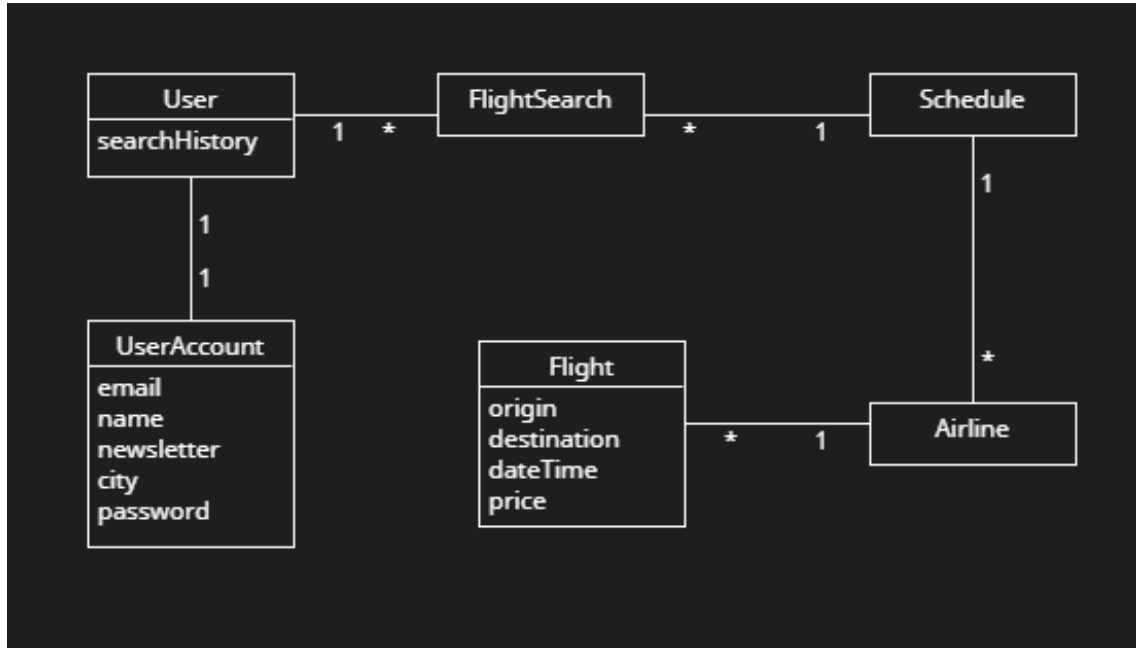 User
searchHistory
1
*
FlightSearch
*
1
Schedule
1
*
1
1
UserAccount
email
name
newsletter
city
password
Flight
origin
destination
dateTime
price
*
1
Airline